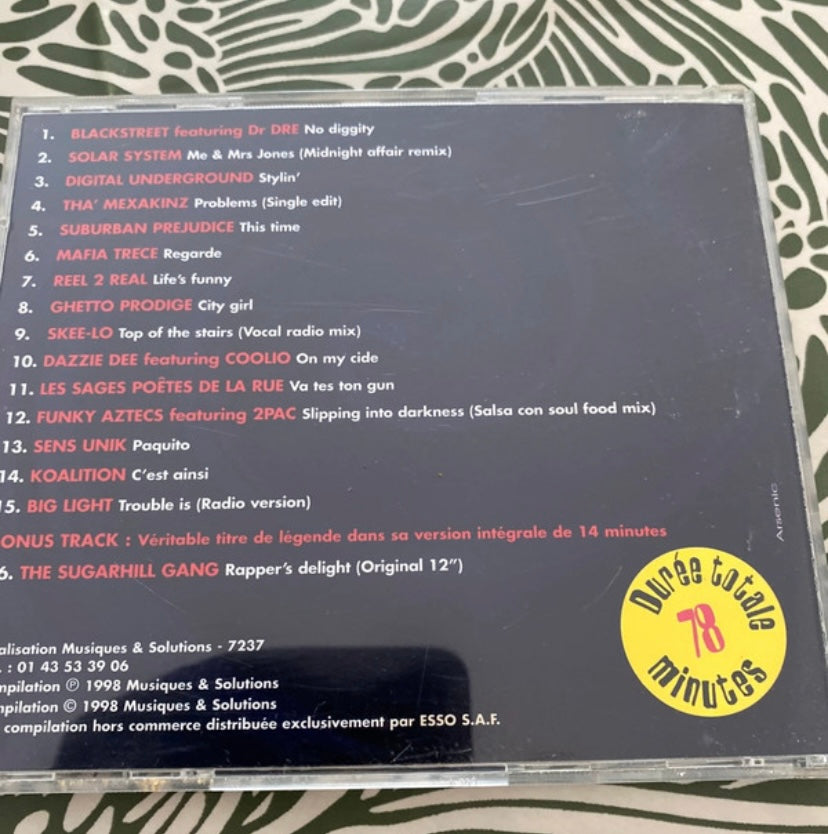 1. BLACKSTREET featuring Dr DRE No diggity
2. SOLAR SYSTEM Me & Mrs Jones (Midnight affair remix)
3. DIGITAL UNDERGROUND Stylin'
4. THA' MEXAKINZ Problems (Single edit)
5. SUBURBAN PREJUDICE This time
6. MAFIA TRECE Regarde
7. REEL 2 REAL Life's funny
8. GHETTO PRODIGE City girl
9. SKEE-LO Top of the stairs (Vocal radio mix)
10. DAZZIE DEE featuring COOLIO On my cide
11. LES SAGES POÊTES DE LA RUE Va tes ton gun
12. FUNKY AZTECS featuring 2PAC Slipping into darkness (Salsa con soul food mix)
13. SENS UNIK Paquito
14. KOALITION C'est ainsi
15. BIG LIGHT Trouble is (Radio version)
ONUS TRACK : Véritable titre de légende dans sa version intégrale de 14 minutes
6. THE SUGARHILL GANG Rapper's delight (Original 12")
alisation Musiques & Solutions - 7237
. : 01 43 53 39 06
mpilation ℗ 1998 Musiques & Solutions
mpilation © 1998 Musiques & Solutions
compilation hors commerce distribuée exclusivement par ESSO S.A.F.
Durée totale
78
minutes
Arsenic